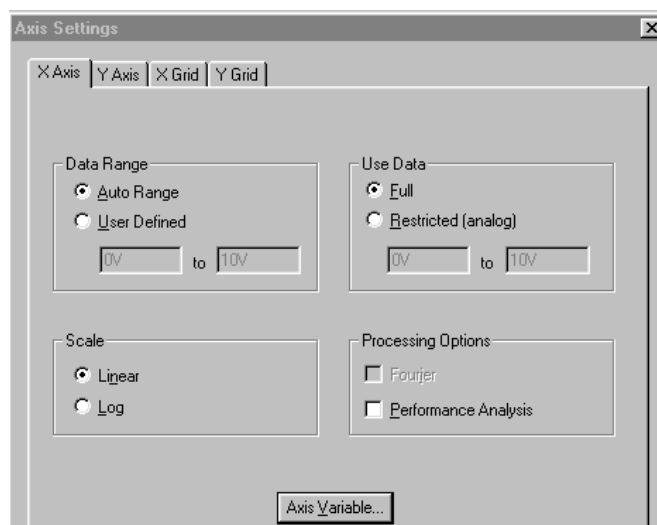 Axis Settings
X Axis Y Axis X Grid Y Grid
Data Range
Auto Range
User Defined
0V to 10V
Use Data
Full
Restricted (analog)
0V to 10V
Scale
Linear
Log
Processing Options
Fourier
Performance Analysis
Axis Variable...